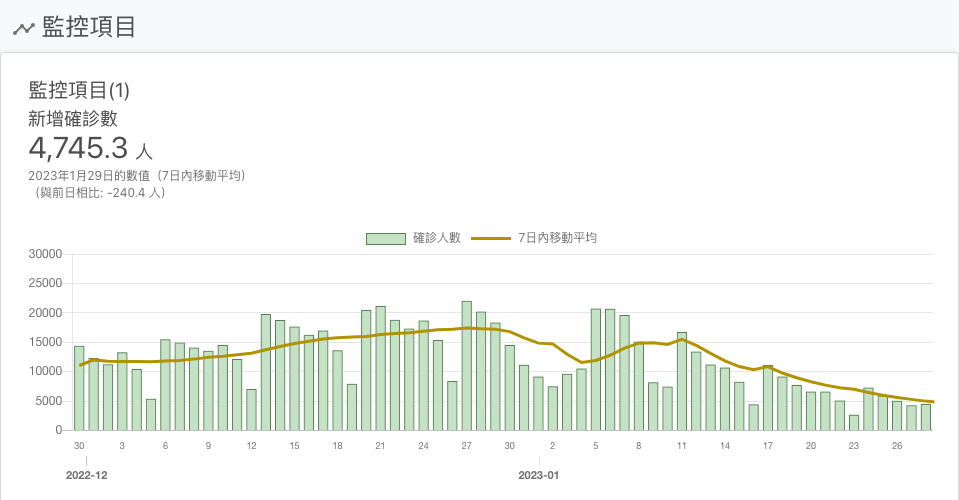 監控項目
監控項目(1)
新增確診數
4,745.3 人
2023年1月29日的數值（7日內移動平均）
（與前日相比: -240.4 人）
確診人數 7日內移動平均
30000
25000
20000
15000
10000
5000
0
30 3 6 9 12 15 18 21 24 27 30 2 5 8 11 14 17 20 23 26
2022-12 2023-01